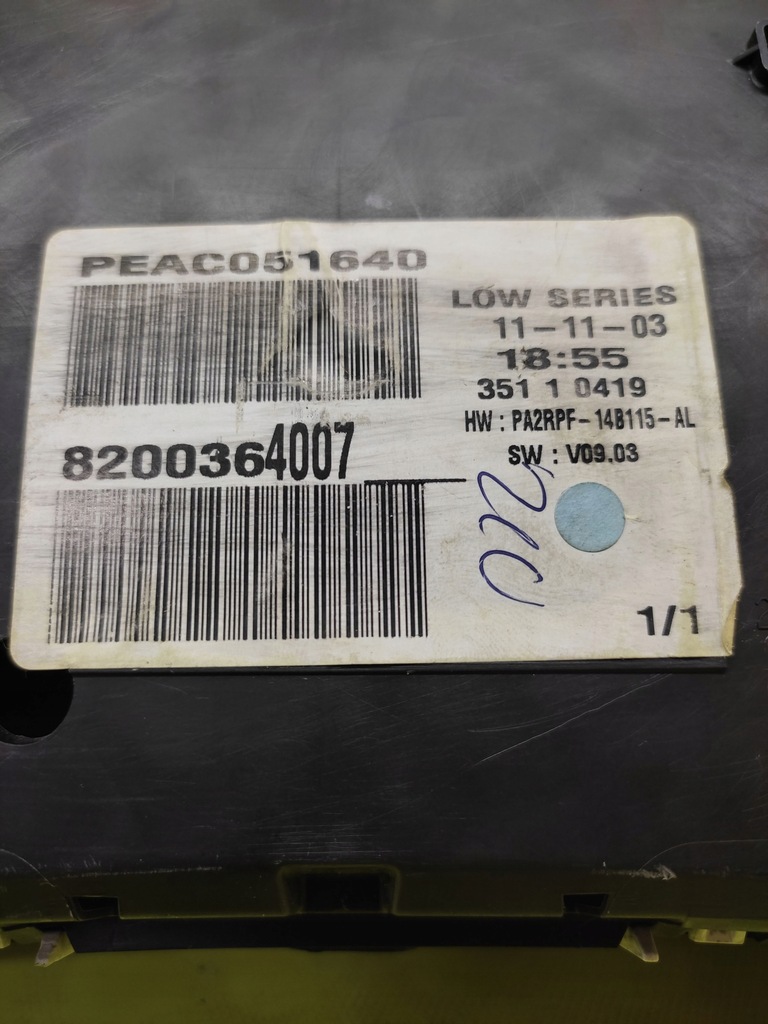 PEAC051640
LOW SERIES
11-11-03
18:55
351 1 0419
HW : PA2RPF-14B115-AL
SW : V09.03
8200364007
1/1